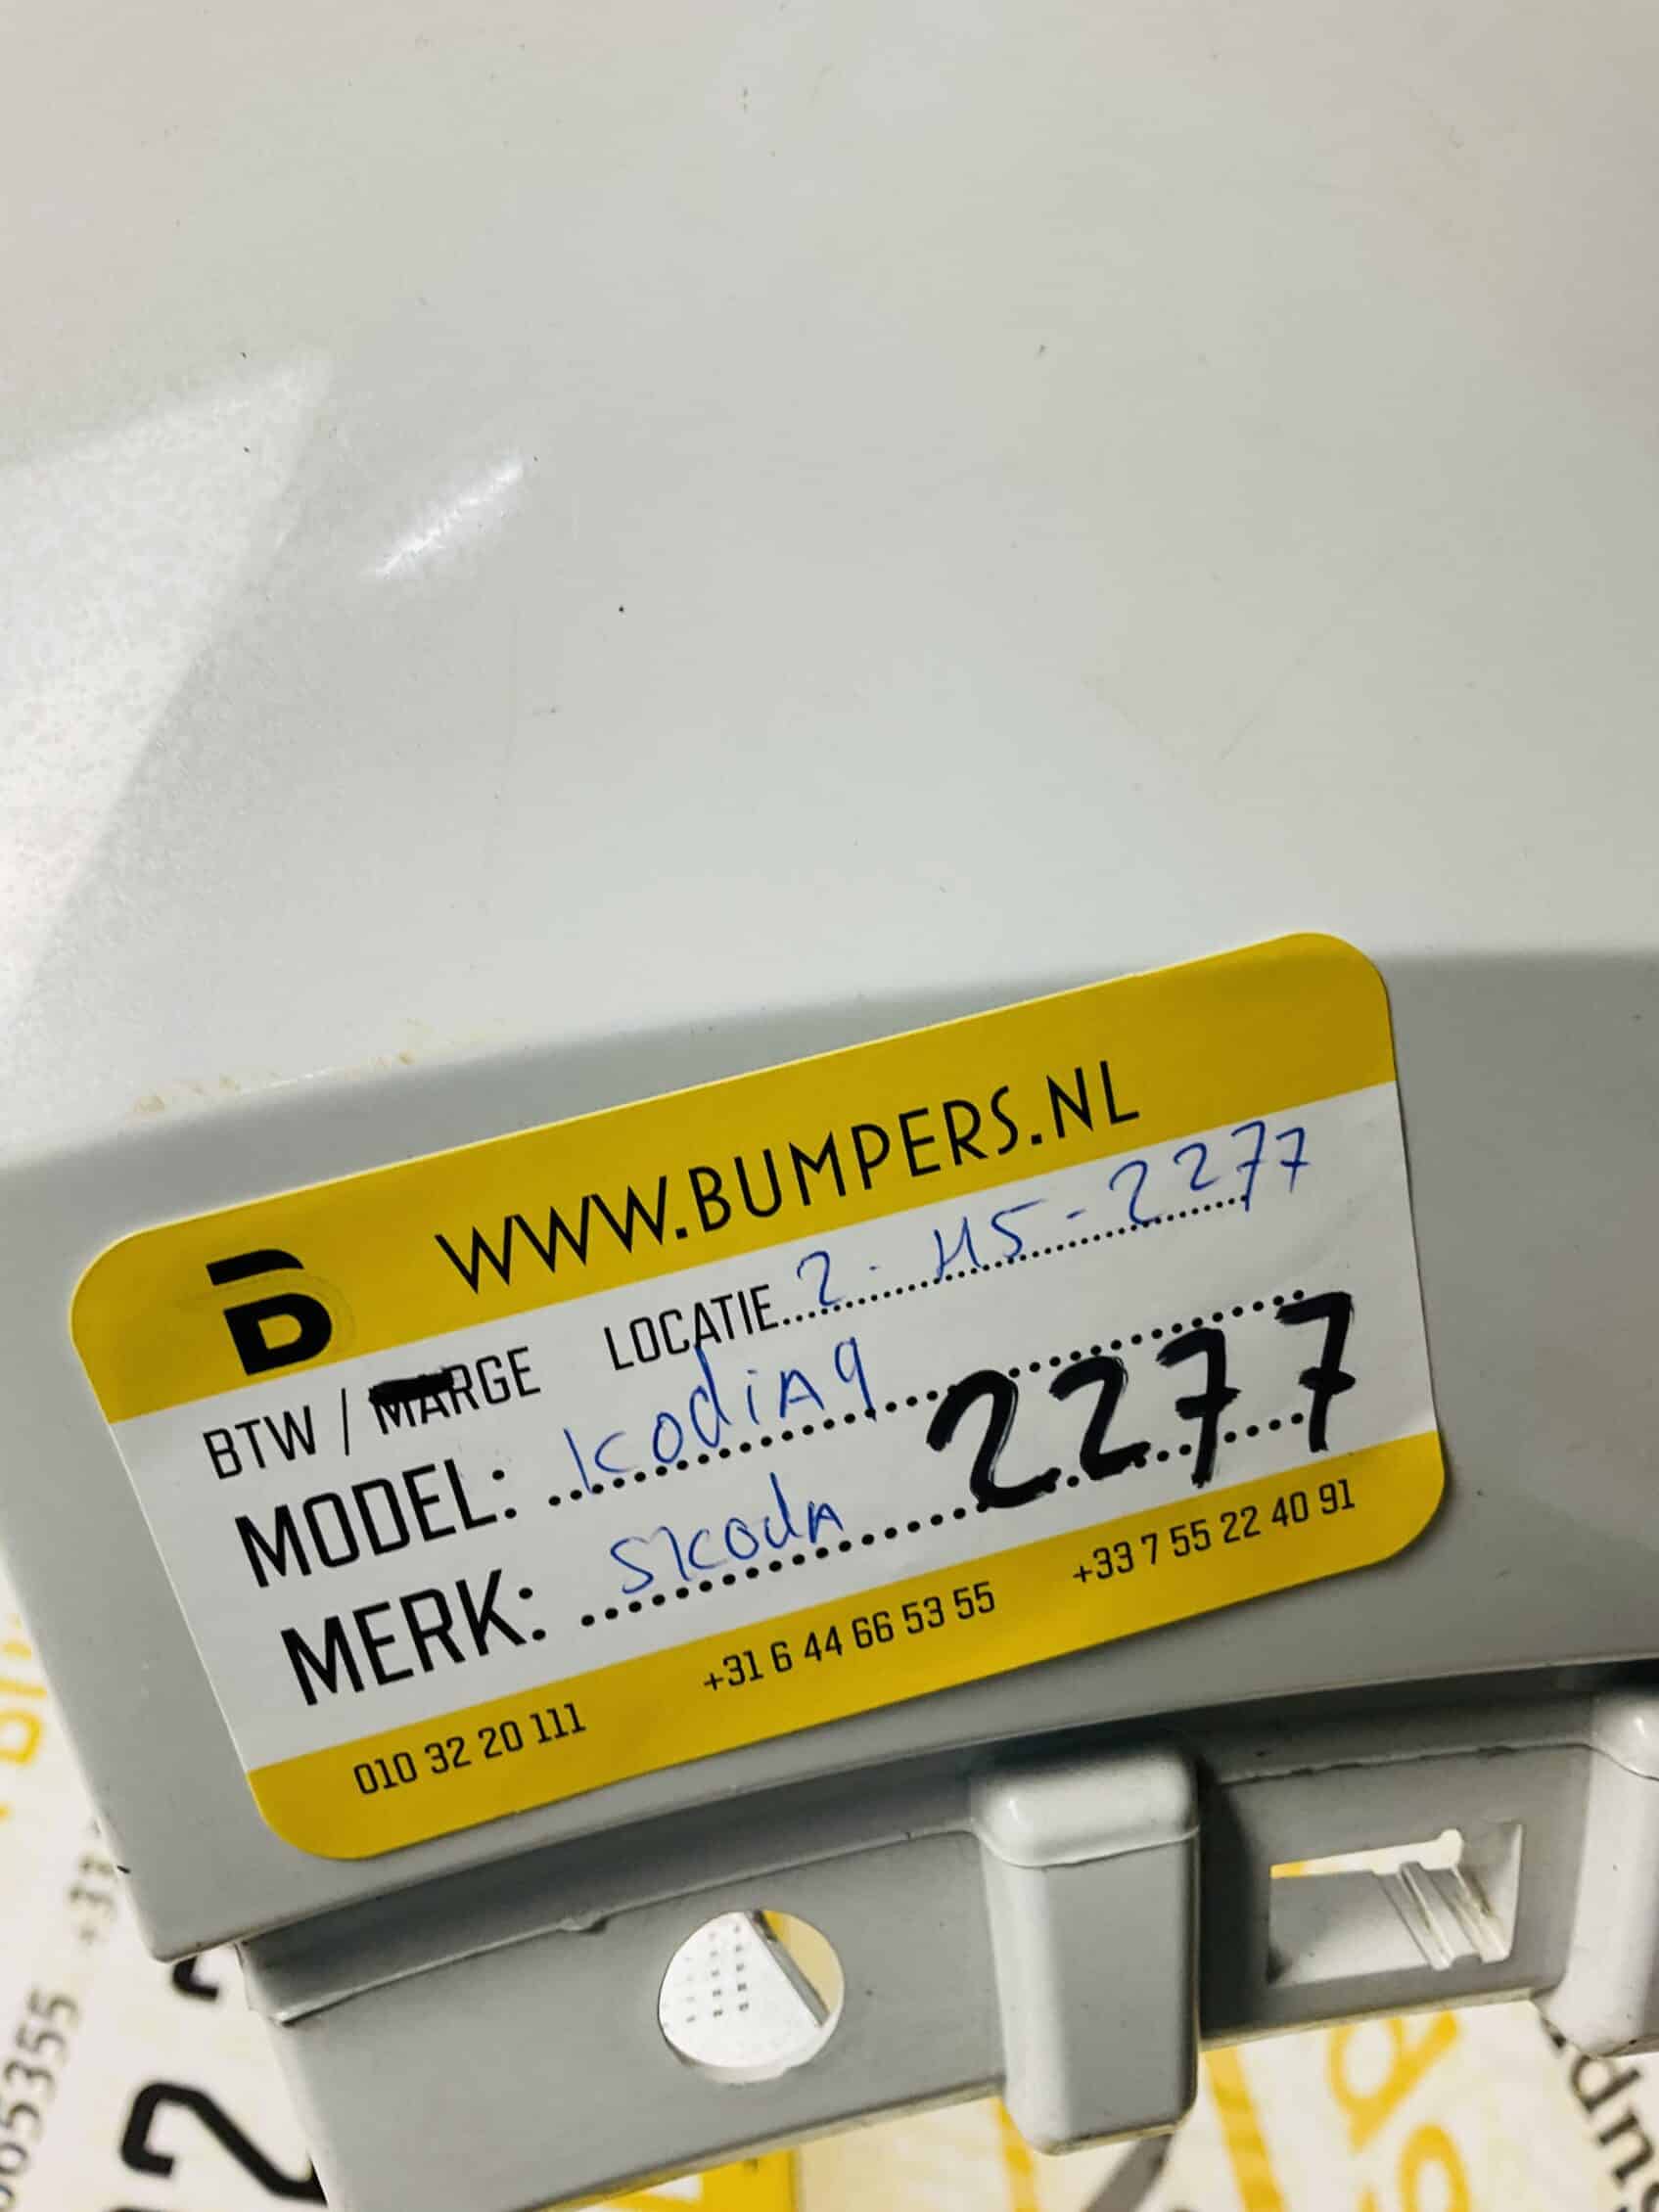 WWW.BUMPERS.NL
BTW / MARGE LOCATIE 2-H5-2277
MODEL: KodiAq
MERK: SKodA 2277
010 32 20 111 +31 6 44 66 53 55 +33 7 55 22 40 91